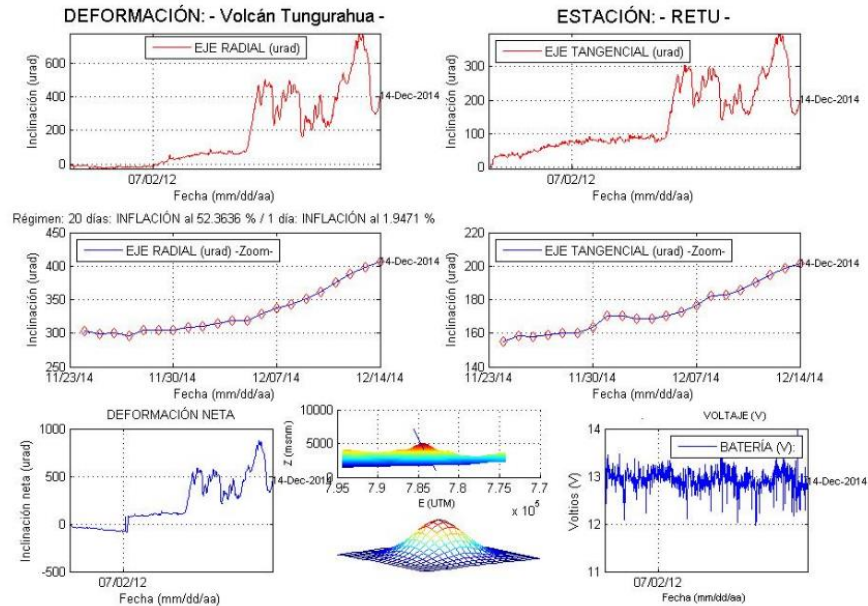 DEFORMACIÓN: - Volcán Tungurahua -
ESTACIÓN: - RETU -
Inclinación (urad)
600
400
200
0
EJE RADIAL (urad)
14-Dec-2014
07/02/12
Fecha (mm/dd/aa)
Inclinación (urad)
300
200
100
0
EJE TANGENCIAL (urad)
14-Dec-2014
07/02/12
Fecha (mm/dd/aa)
Régimen: 20 días: INFLACIÓN al 52.3636 % / 1 día: INFLACIÓN al 1.9471 %
Inclinación (urad)
450
400
350
300
250
EJE RADIAL (urad) -Zoom-
14-Dec-2014
11/23/14 11/30/14 12/07/14 12/14/14
Fecha (mm/dd/aa)
Inclinación (urad)
220
200
180
160
140
EJE TANGENCIAL (urad) -Zoom-
14-Dec-2014
11/23/14 11/30/14 12/07/14 12/14/14
Fecha (mm/dd/aa)
DEFORMACIÓN NETA
Inclinación neta (urad)
1000
500
0
-500
14-Dec-2014
07/02/12
Fecha (mm/dd/aa)
Z (msnm)
10000
5000
0
7.95 7.9 7.85 7.8 7.75 7.7
E (UTM)
x 10^5
VOLTAJE (V)
Voltios (V)
14
13
12
11
BATERÍA (V):
14-Dec-2014
07/02/12
Fecha (mm/dd/aa)